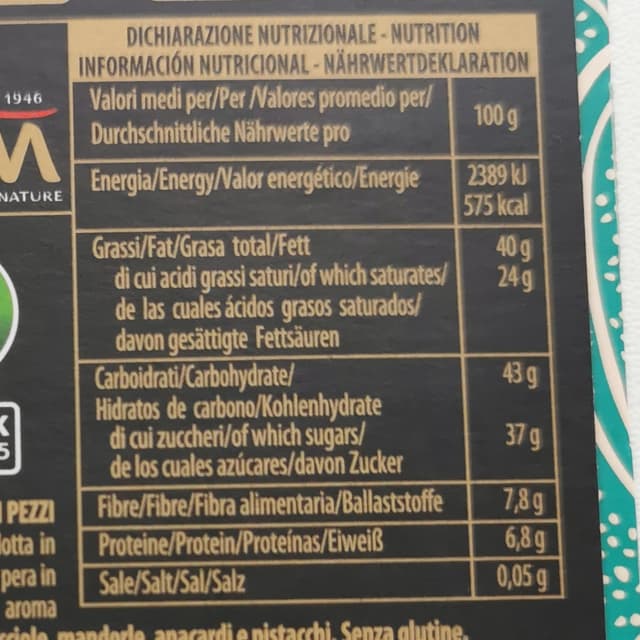 DICHIARAZIONE NUTRIZIONALE - NUTRITION
INFORMACIÓN NUTRICIONAL - NÄHRWERTDEKLARATION
1946
Valori medi per/Per /Valores promedio per/
Durchschnittliche Nährwerte pro
100 g
NATURE
Energia/Energy/Valor energético/Energie
2389 kJ
575 kcal
Grassi/Fat/Grasa total/Fett 40 g
di cui acidi grassi saturi/of which saturates/ 24 g
de las cuales ácidos grasos saturados/
davon gesättigte Fettsäuren
Carboidrati/Carbohydrate/ 43 g
Hidratos de carbono/Kohlenhydrate
di cui zuccheri/of which sugars/ 37 g
de los cuales azúcares/davon Zucker
5
PEZZI
Fibre/Fibre/Fibra alimentaria/Ballaststoffe 7,8 g
lotta in
Proteine/Protein/Proteínas/Eiweiß 6,8 g
pera in
Sale/Salt/Sal/Salz 0,05 g
aroma
mandorle, anacardi e pistacchi. Senza glutine.